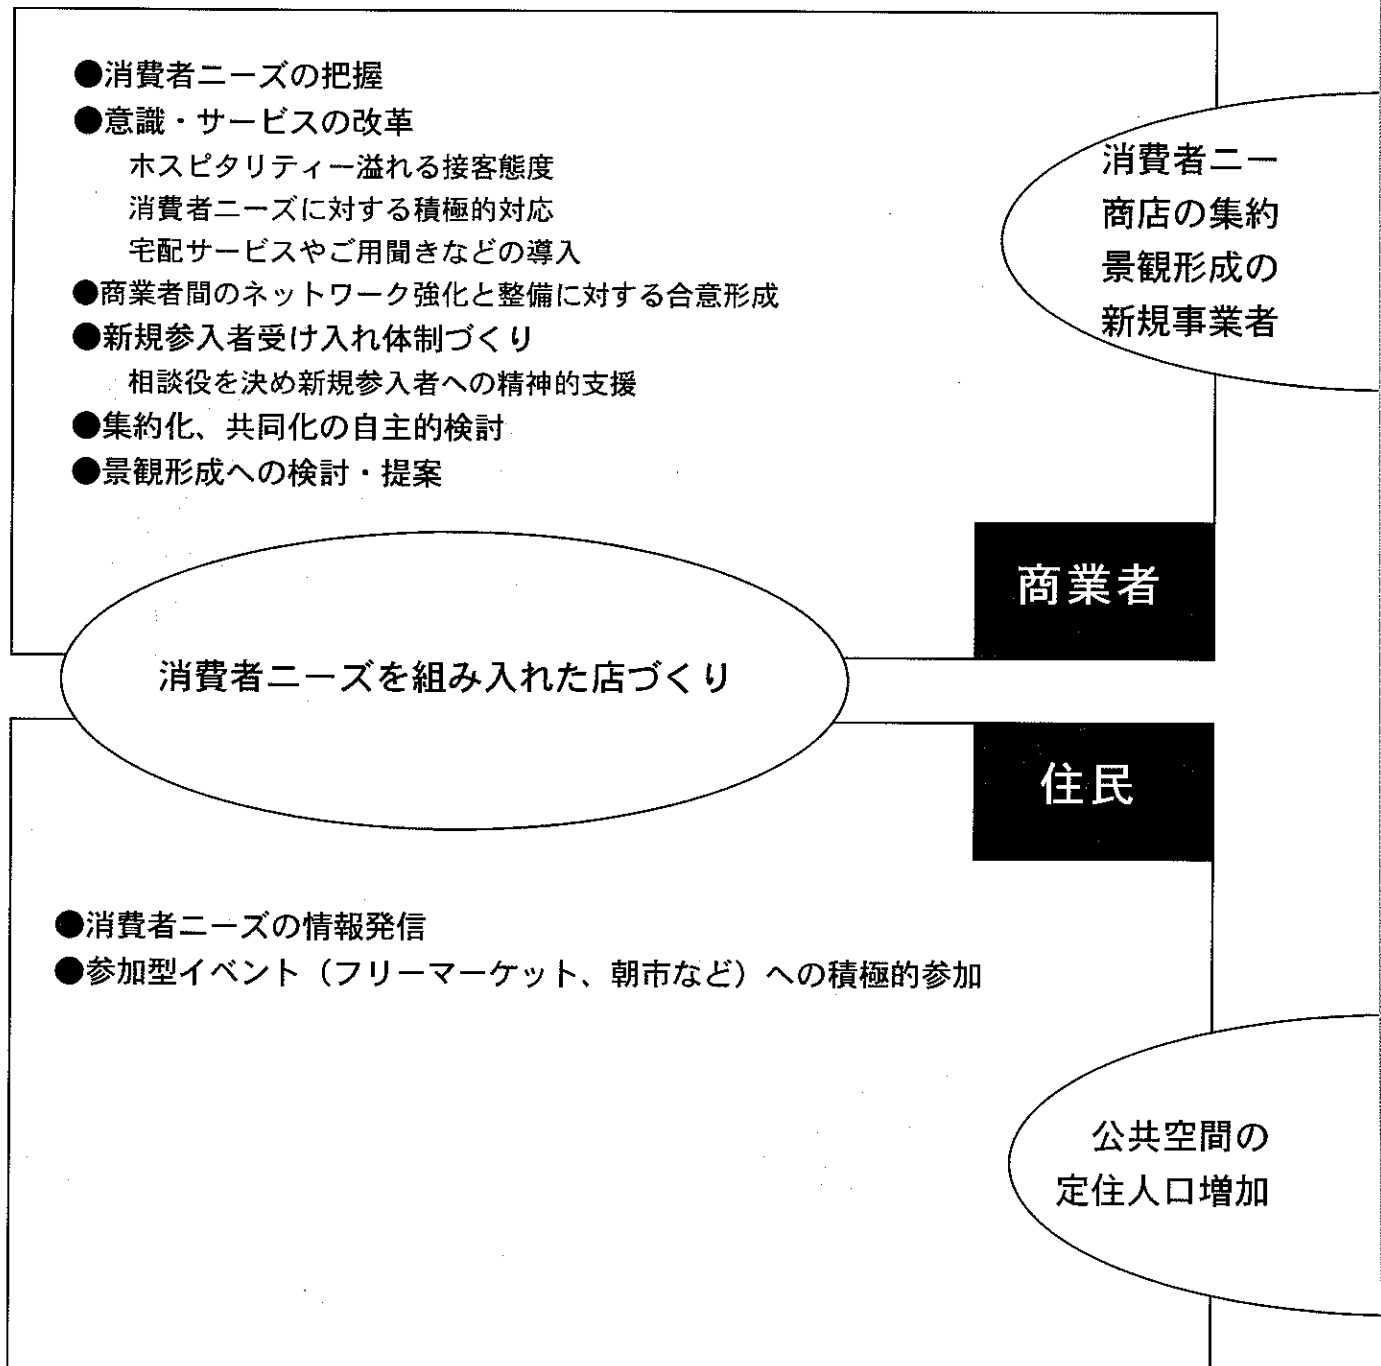 ●消費者ニーズの把握
●意識・サービスの改革
ホスピタリティー溢れる接客態度
消費者ニーズに対する積極的対応
宅配サービスやご用聞きなどの導入
●商業者間のネットワーク強化と整備に対する合意形成
●新規参入者受け入れ体制づくり
相談役を決め新規参入者への精神的支援
●集約化、共同化の自主的検討
●景観形成への検討・提案
消費者ニー
商店の集約
景観形成の
新規事業者
商業者
消費者ニーズを組み入れた店づくり
住民
●消費者ニーズの情報発信
●参加型イベント（フリーマーケット、朝市など）への積極的参加
公共空間の
定住人口増加